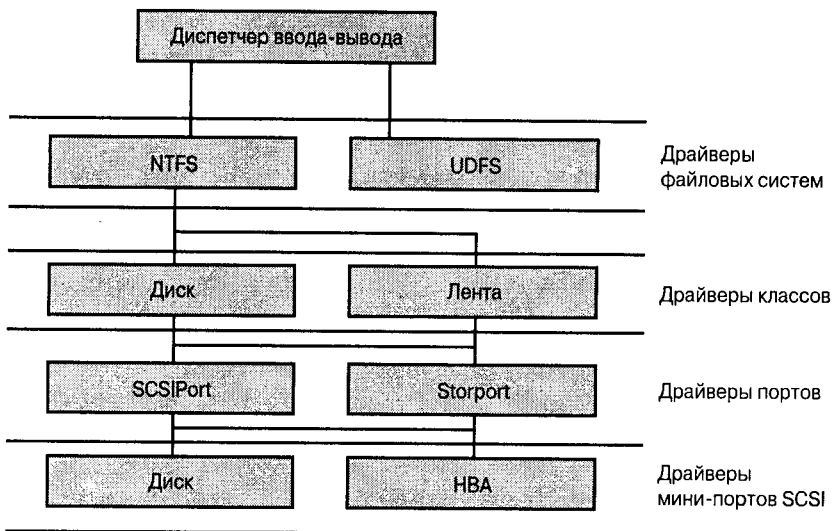 Диспетчер ввода-вывода
NTFS
UDFS
Драйверы
файловых систем
Диск
Лента
Драйверы классов
SCSIPort
Storport
Драйверы портов
Диск
HBA
Драйверы
мини-портов SCSI